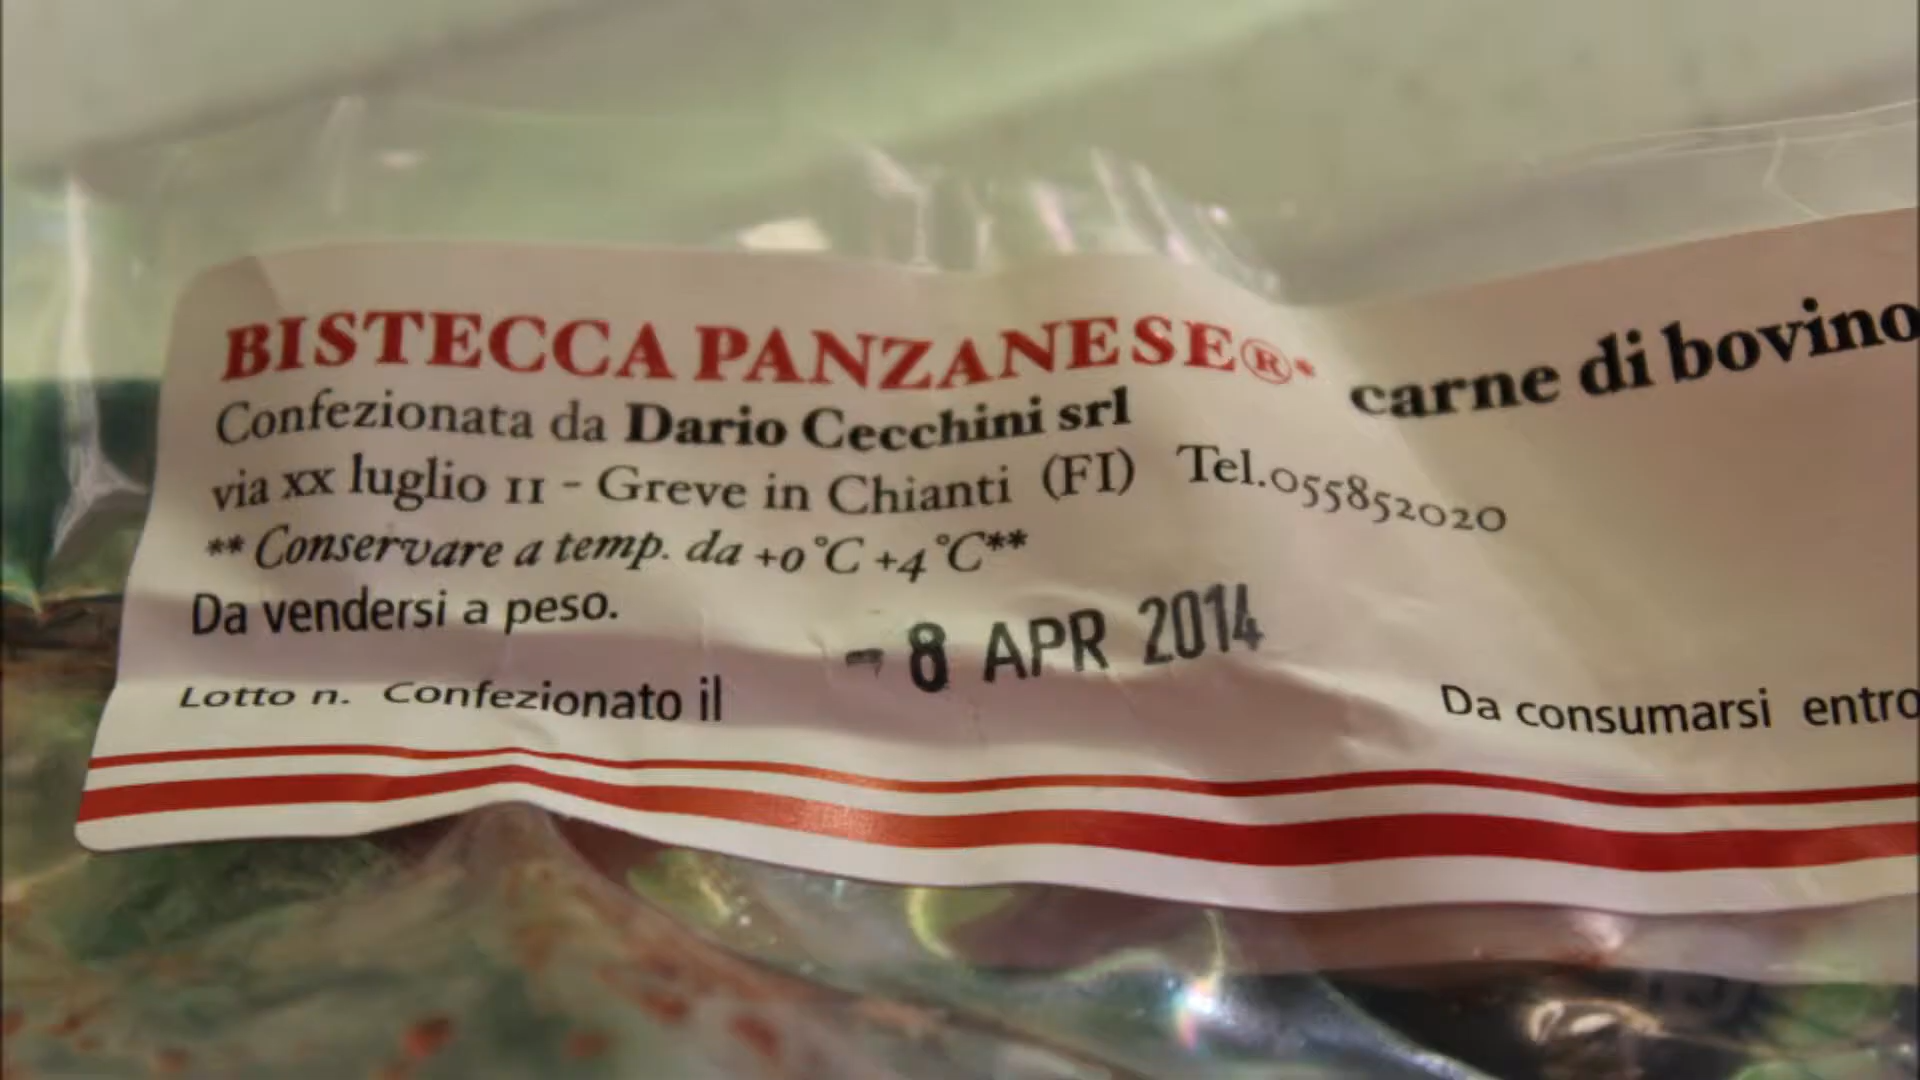 BISTECCA PANZANESE®* carne di bovino
Confezionata da Dario Cecchini srl
via xx luglio 11 - Greve in Chianti (FI) Tel.055852020
** Conservare a temp. da +0°C +4°C**
Da vendersi a peso.
- 8 APR 2014
Lotto n. Confezionato il Da consumarsi entro